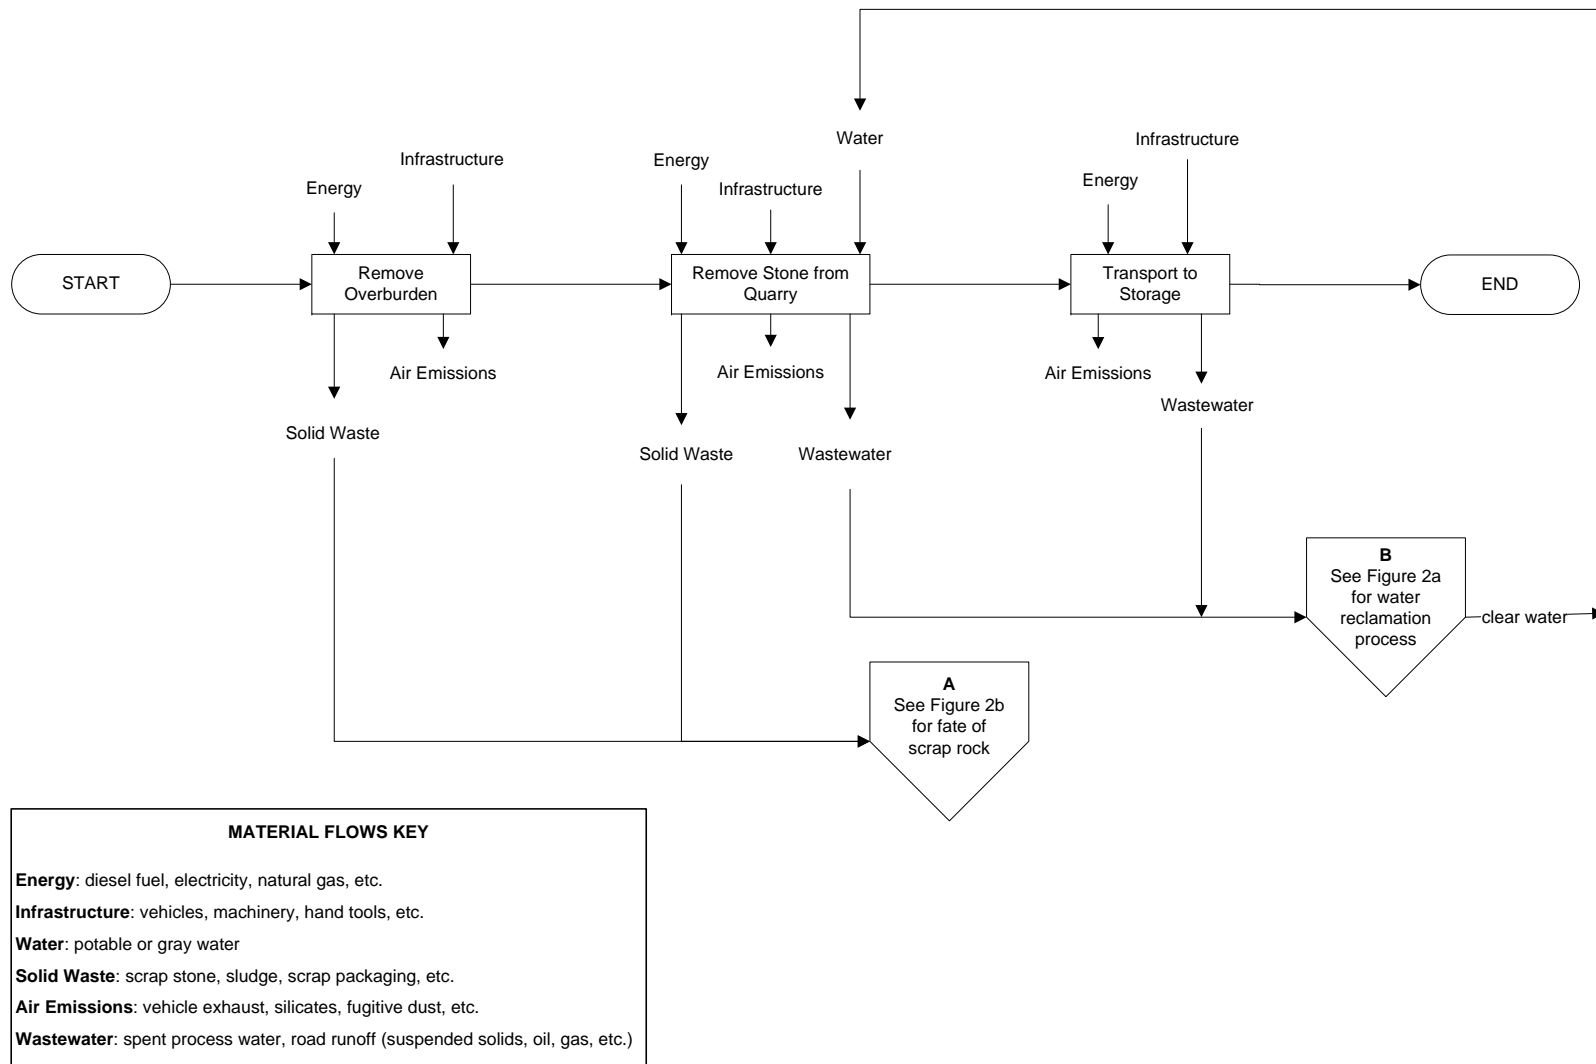 Water
Infrastructure
Infrastructure
Energy
Energy
Infrastructure
Energy
START
Remove
Overburden
Remove Stone from
Quarry
Transport to
Storage
END
Air Emissions
Air Emissions
Air Emissions
Wastewater
Solid Waste
Solid Waste
Wastewater
B
See Figure 2a
for water
reclamation
process
clear water
A
See Figure 2b
for fate of
scrap rock
MATERIAL FLOWS KEY
Energy: diesel fuel, electricity, natural gas, etc.
Infrastructure: vehicles, machinery, hand tools, etc.
Water: potable or gray water
Solid Waste: scrap stone, sludge, scrap packaging, etc.
Air Emissions: vehicle exhaust, silicates, fugitive dust, etc.
Wastewater: spent process water, road runoff (suspended solids, oil, gas, etc.)